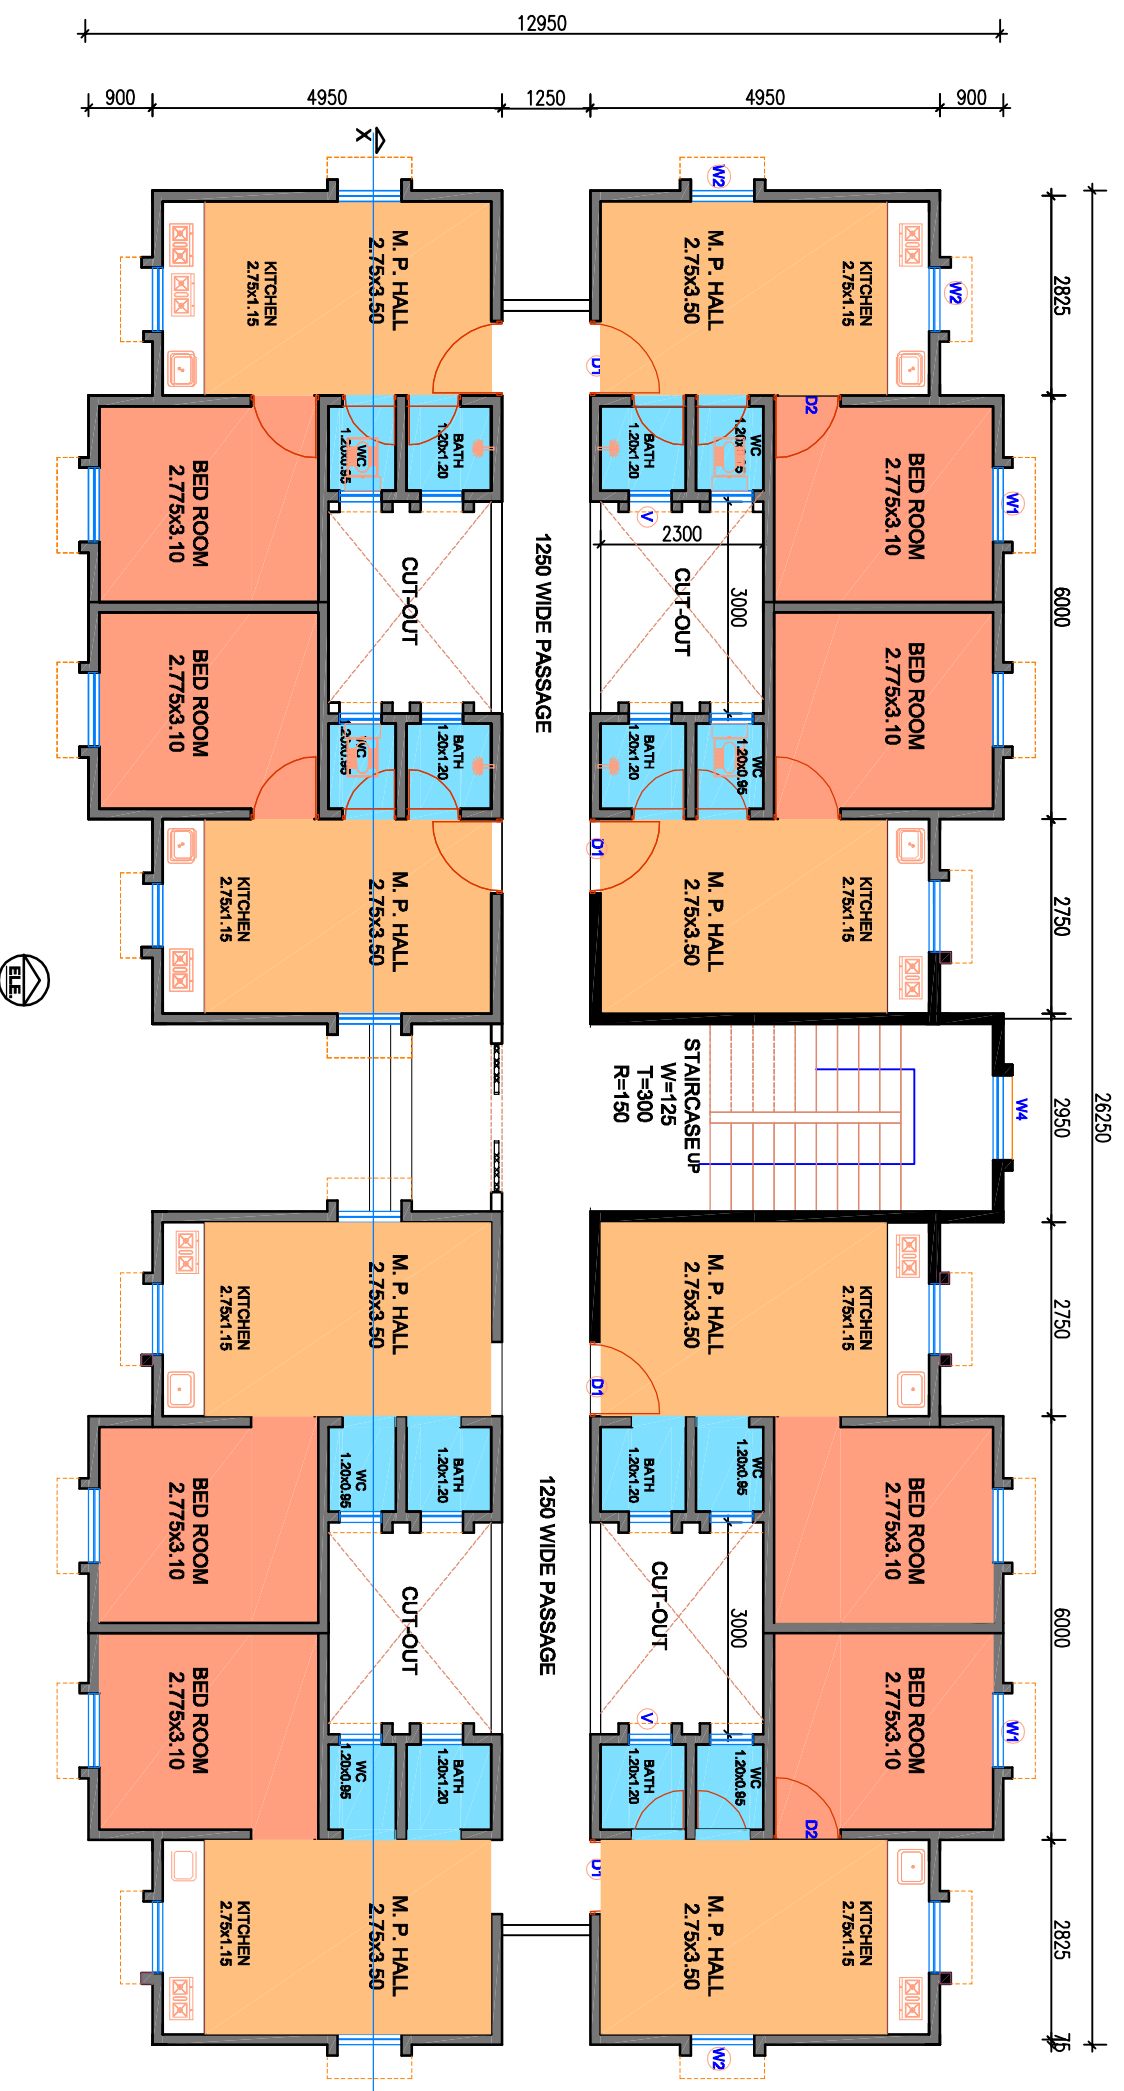 12950
900
4950
1250
4950
900
X
W2
M. P. HALL
2.75x3.50
KITCHEN
2.75x1.15
M. P. HALL
2.75x3.50
KITCHEN
2.75x1.15
W2
2825
D1
D2
BED ROOM
2.775x3.10
WC
1.20x0.95
BATH
1.20x1.20
BATH
1.20x1.20
WC
BED ROOM
2.775x3.10
W1
V
2300
CUT-OUT
1250 WIDE PASSAGE
CUT-OUT
3000
6000
BED ROOM
2.775x3.10
WC
1.20x0.95
BATH
1.20x1.20
BATH
1.20x1.20
WC
1.20x0.95
BED ROOM
2.775x3.10
D1
KITCHEN
2.75x1.15
M. P. HALL
2.75x3.50
M. P. HALL
2.75x3.50
KITCHEN
2.75x1.15
2750
ELE.
STAIRCASE
W=125
T=300
R=150
UP
W4
2950
26250
KITCHEN
2.75x1.15
M. P. HALL
2.75x3.50
M. P. HALL
2.75x3.50
KITCHEN
2.75x1.15
2750
D1
BED ROOM
2.775x3.10
WC
1.20x0.95
BATH
1.20x1.20
BATH
1.20x1.20
WC
1.20x0.95
BED ROOM
2.775x3.10
CUT-OUT
1250 WIDE PASSAGE
CUT-OUT
3000
6000
BED ROOM
2.775x3.10
WC
1.20x0.95
BATH
1.20x1.20
V
BATH
1.20x1.20
WC
1.20x0.95
BED ROOM
2.775x3.10
W1
D2
D1
KITCHEN
2.75x1.15
M. P. HALL
2.75x3.50
M. P. HALL
2.75x3.50
KITCHEN
2.75x1.15
2825
75
W2